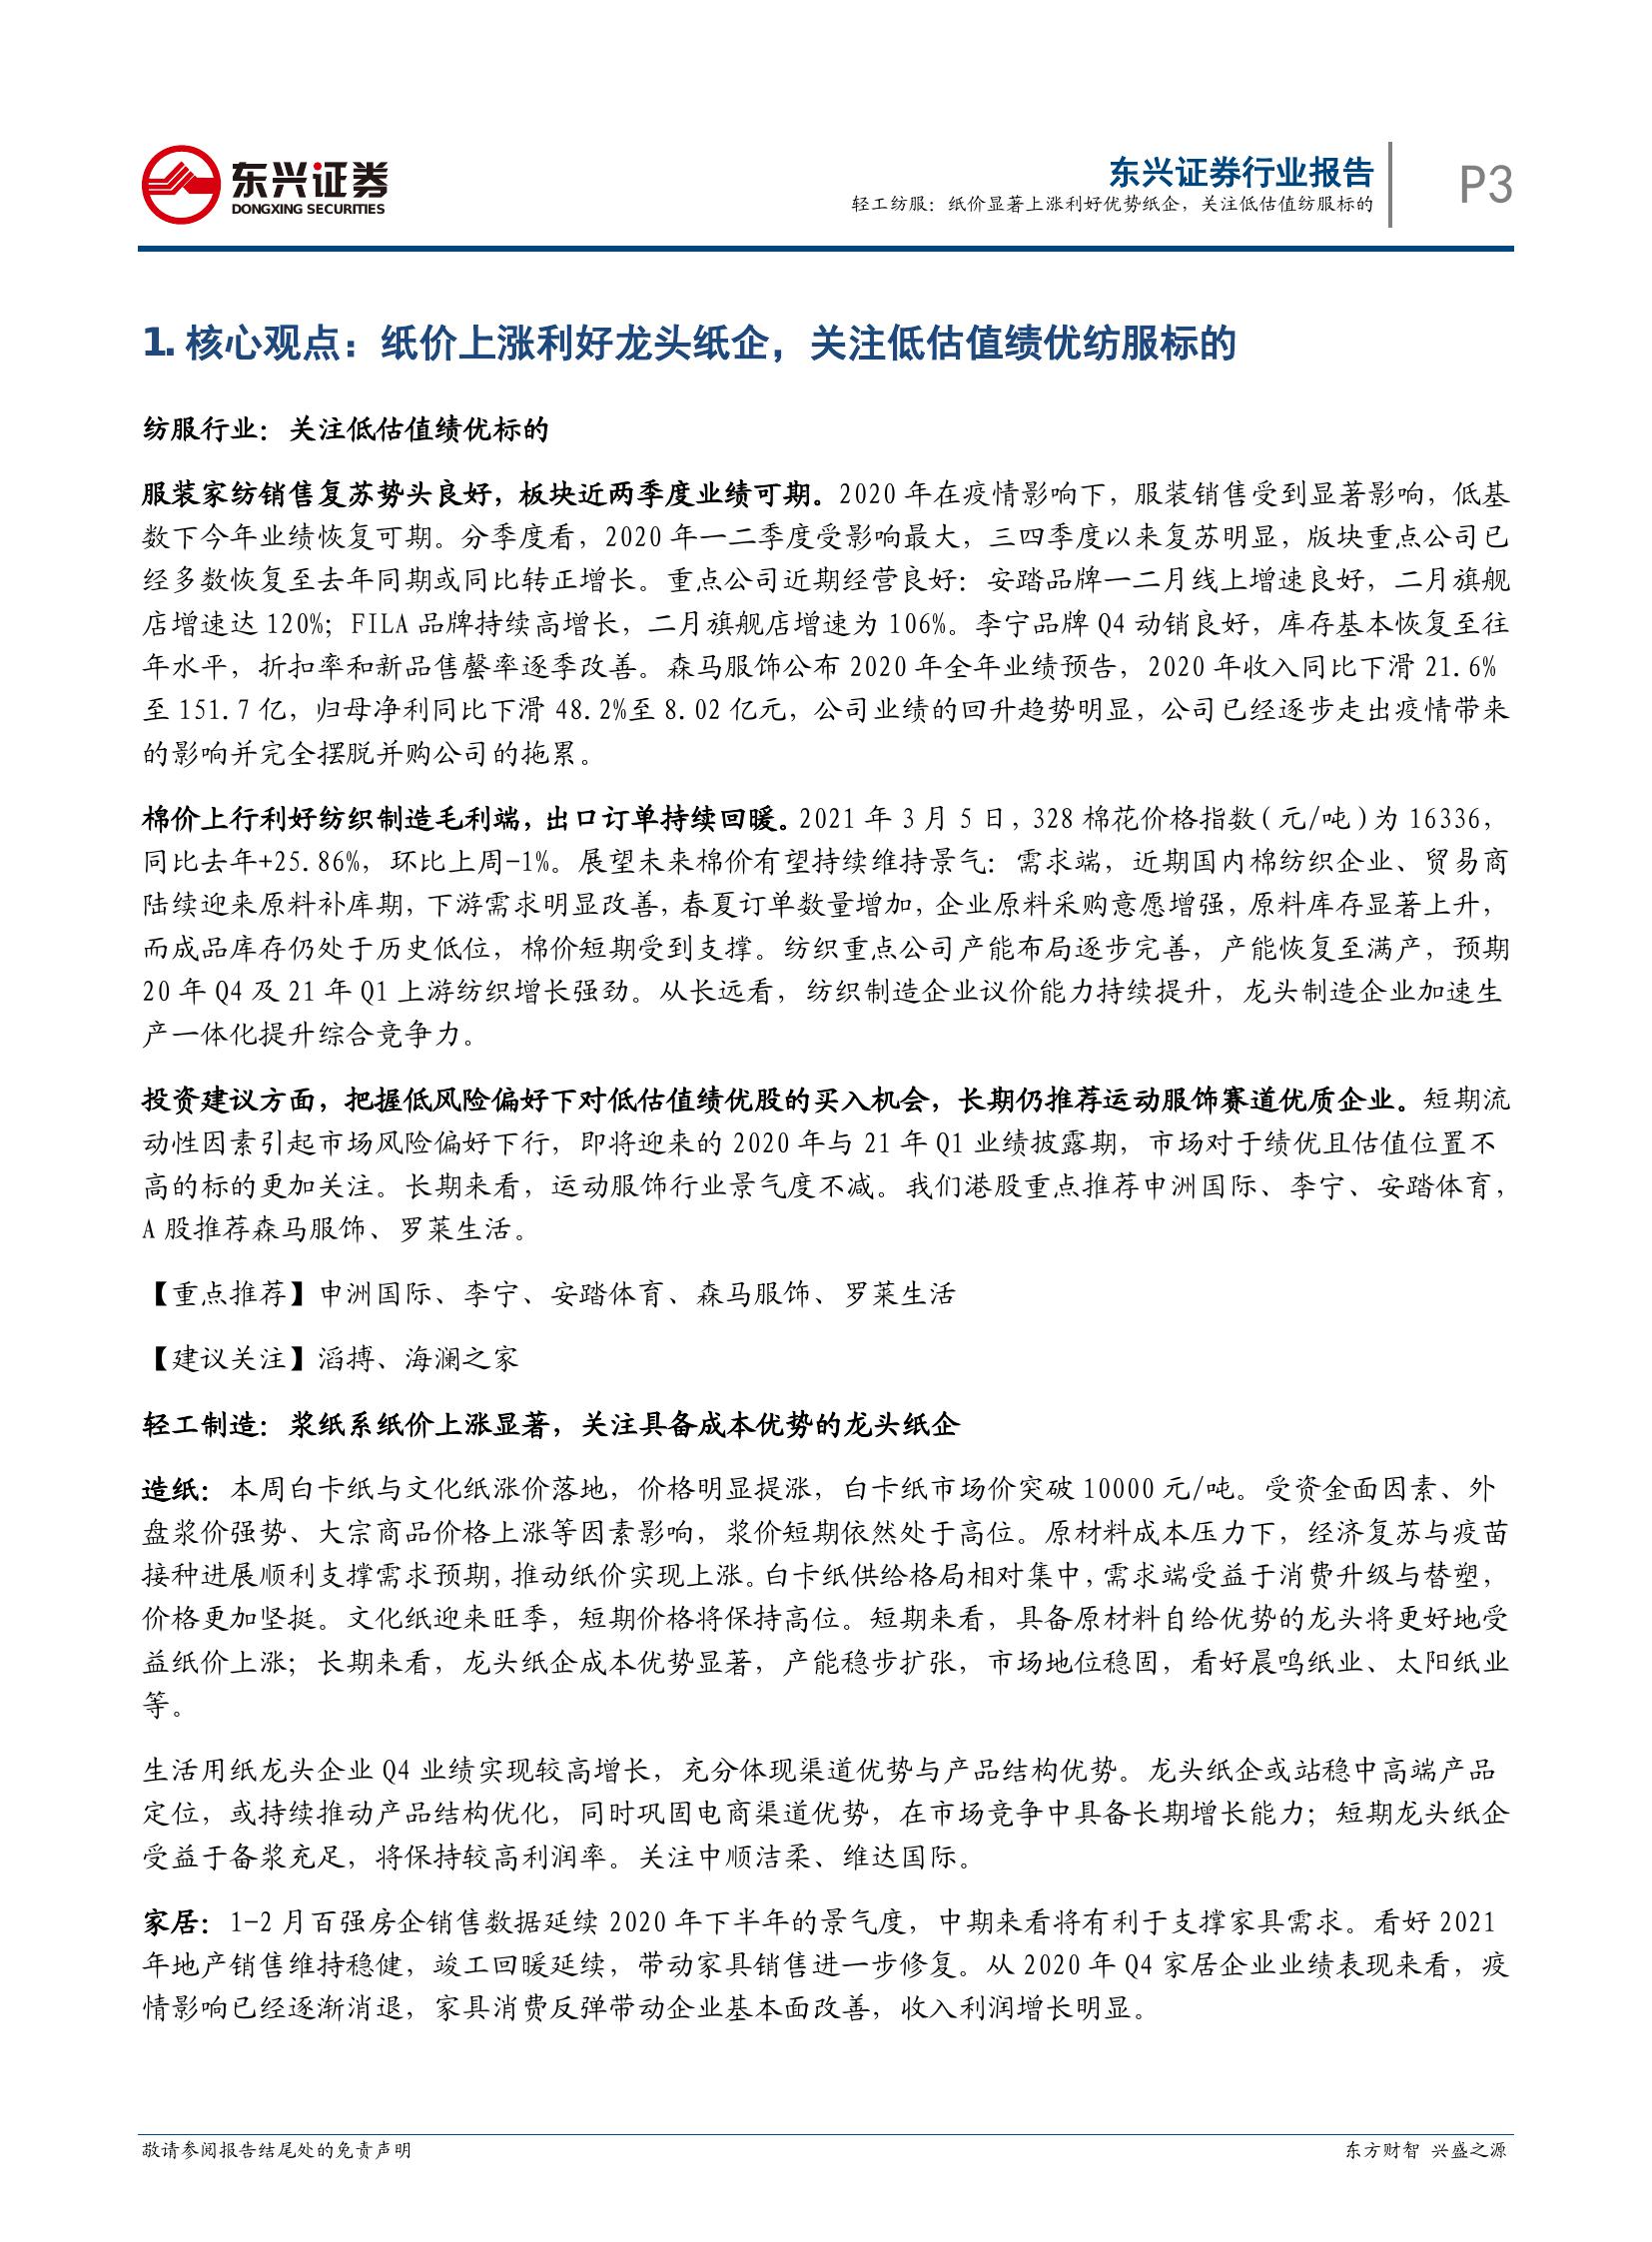 东兴证券
DONGXING SECURITIES
东兴证券行业报告
轻工纺服：纸价显著上涨利好优势纸企，关注低估值纺服标的
P3
1. 核心观点：纸价上涨利好龙头纸企，关注低估值绩优纺服标的
纺服行业：关注低估值绩优标的
服装家纺销售复苏势头良好，板块近两季度业绩可期。2020 年在疫情影响下，服装销售受到显著影响，低基
数下今年业绩恢复可期。分季度看，2020 年一二季度受影响最大，三四季度以来复苏明显，版块重点公司已
经多数恢复至去年同期或同比转正增长。重点公司近期经营良好：安踏品牌一二月线上增速良好，二月旗舰
店增速达 120%；FILA 品牌持续高增长，二月旗舰店增速为 106%。李宁品牌 Q4 动销良好，库存基本恢复至往
年水平，折扣率和新品售罄率逐季改善。森马服饰公布 2020 年全年业绩预告，2020 年收入同比下滑 21.6%
至 151.7 亿，归母净利同比下滑 48.2%至 8.02 亿元，公司业绩的回升趋势明显，公司已经逐步走出疫情带来
的影响并完全摆脱并购公司的拖累。
棉价上行利好纺织制造毛利端，出口订单持续回暖。2021 年 3 月 5 日，328 棉花价格指数(元/吨)为 16336，
同比去年+25.86%，环比上周-1%。展望未来棉价有望持续维持景气：需求端，近期国内棉纺织企业、贸易商
陆续迎来原料补库期，下游需求明显改善，春夏订单数量增加，企业原料采购意愿增强，原料库存显著上升，
而成品库存仍处于历史低位，棉价短期受到支撑。纺织重点公司产能布局逐步完善，产能恢复至满产，预期
20 年 Q4 及 21 年 Q1 上游纺织增长强劲。从长远看，纺织制造企业议价能力持续提升，龙头制造企业加速生
产一体化提升综合竞争力。
投资建议方面，把握低风险偏好下对低估值绩优股的买入机会，长期仍推荐运动服饰赛道优质企业。短期流
动性因素引起市场风险偏好下行，即将迎来的 2020 年与 21 年 Q1 业绩披露期，市场对于绩优且估值位置不
高的标的更加关注。长期来看，运动服饰行业景气度不减。我们港股重点推荐申洲国际、李宁、安踏体育，
A 股推荐森马服饰、罗莱生活。
【重点推荐】申洲国际、李宁、安踏体育、森马服饰、罗莱生活
【建议关注】滔搏、海澜之家
轻工制造：浆纸系纸价上涨显著，关注具备成本优势的龙头纸企
造纸：本周白卡纸与文化纸涨价落地，价格明显提涨，白卡纸市场价突破 10000 元/吨。受资金面因素、外
盘浆价强势、大宗商品价格上涨等因素影响，浆价短期依然处于高位。原材料成本压力下，经济复苏与疫苗
接种进展顺利支撑需求预期，推动纸价实现上涨。白卡纸供给格局相对集中，需求端受益于消费升级与替塑，
价格更加坚挺。文化纸迎来旺季，短期价格将保持高位。短期来看，具备原材料自给优势的龙头将更好地受
益纸价上涨；长期来看，龙头纸企成本优势显著，产能稳步扩张，市场地位稳固，看好晨鸣纸业、太阳纸业
等。
生活用纸龙头企业 Q4 业绩实现较高增长，充分体现渠道优势与产品结构优势。龙头纸企或站稳中高端产品
定位，或持续推动产品结构优化，同时巩固电商渠道优势，在市场竞争中具备长期增长能力；短期龙头纸企
受益于备浆充足，将保持较高利润率。关注中顺洁柔、维达国际。
家居：1-2 月百强房企销售数据延续 2020 年下半年的景气度，中期来看将有利于支撑家具需求。看好 2021
年地产销售维持稳健，竣工回暖延续，带动家具销售进一步修复。从 2020 年 Q4 家居企业业绩表现来看，疫
情影响已经逐渐消退，家具消费反弹带动企业基本面改善，收入利润增长明显。
敬请参阅报告结尾处的免责声明
东方财智 兴盛之源